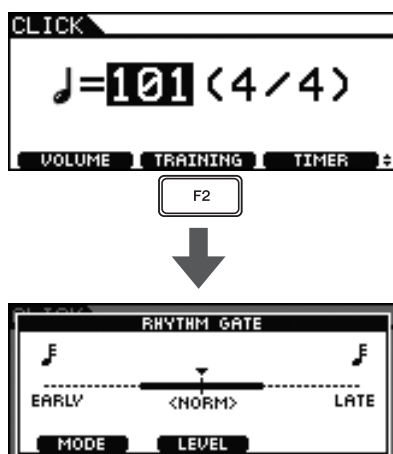 CLICK
♩=101(4/4)
VOLUME TRAINING TIMER
F2
RHYTHM GATE
EARLY <NORM> LATE
MODE LEVEL